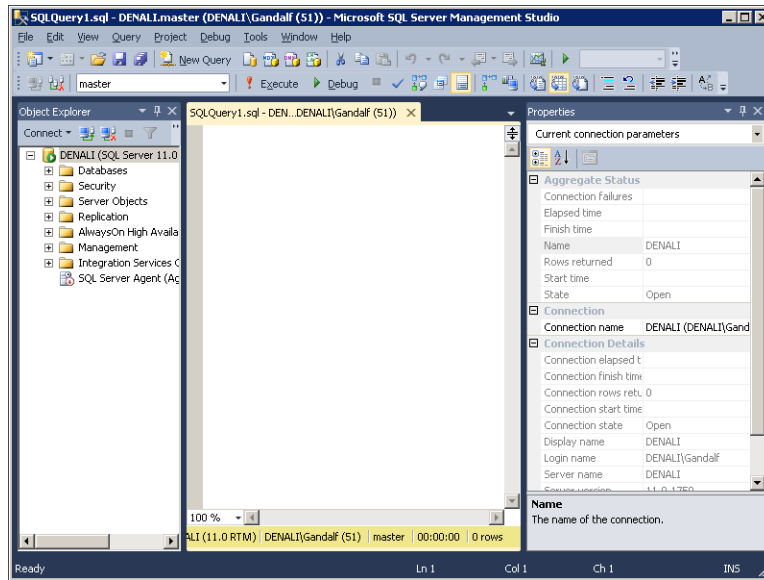 SQLQuery1.sql - DENALI.master (DENALI\Gandalf (51)) - Microsoft SQL Server Management Studio
File Edit View Query Project Debug Tools Window Help
New Query
master Execute Debug
Object Explorer
Connect
DENALI (SQL Server 11.0
Databases
Security
Server Objects
Replication
AlwaysOn High Availa
Management
Integration Services C
SQL Server Agent (Ag
SQLQuery1.sql - DEN...DENALI\Gandalf (51))
100 %
ALI (11.0 RTM) DENALI\Gandalf (51) master 00:00:00 0 rows
Properties
Current connection parameters
Aggregate Status
Connection failures
Elapsed time
Finish time
Name DENALI
Rows returned 0
Start time
State Open
Connection
Connection name DENALI (DENALI\Gand
Connection Details
Connection elapsed t
Connection finish time
Connection rows retu 0
Connection start time
Connection state Open
Display name DENALI
Login name DENALI\Gandalf
Server name DENALI
Server version 11.0.1750
Name
The name of the connection.
Ready Ln 1 Col 1 Ch 1 INS